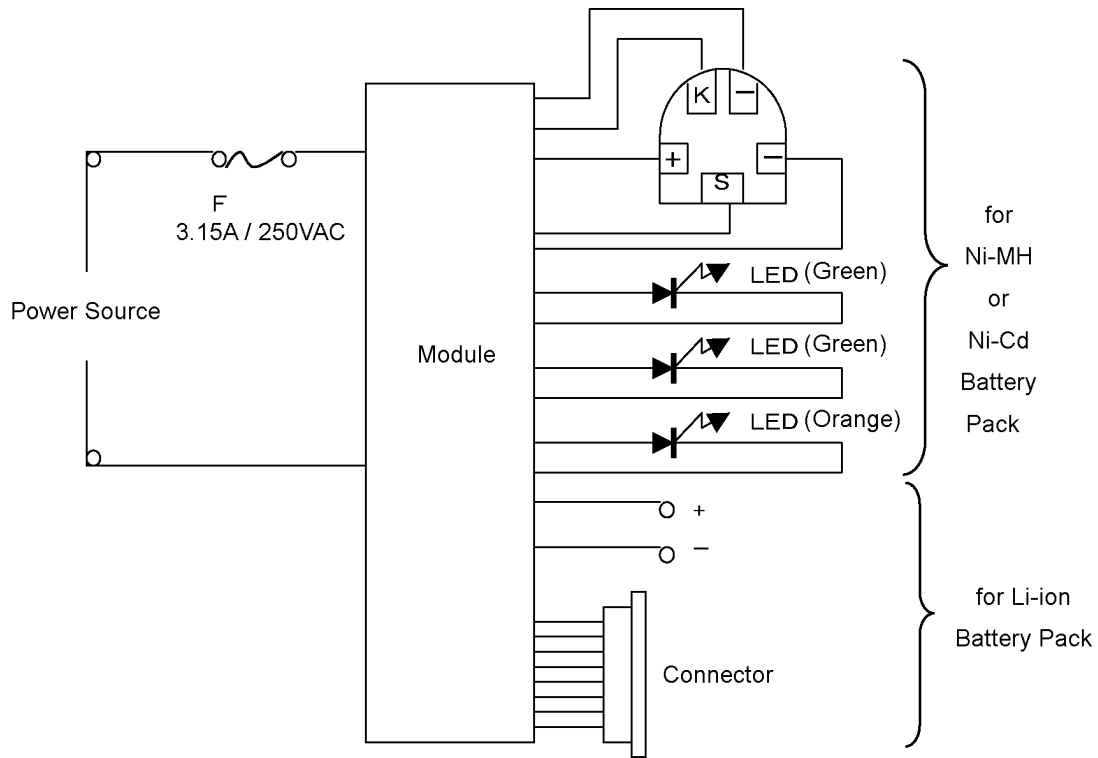 K
−
+
−
S
F
3.15A / 250VAC
Power Source
Module
LED (Green)
LED (Green)
LED (Orange)
for
Ni-MH
or
Ni-Cd
Battery
Pack
+
−
for Li-ion
Battery Pack
Connector